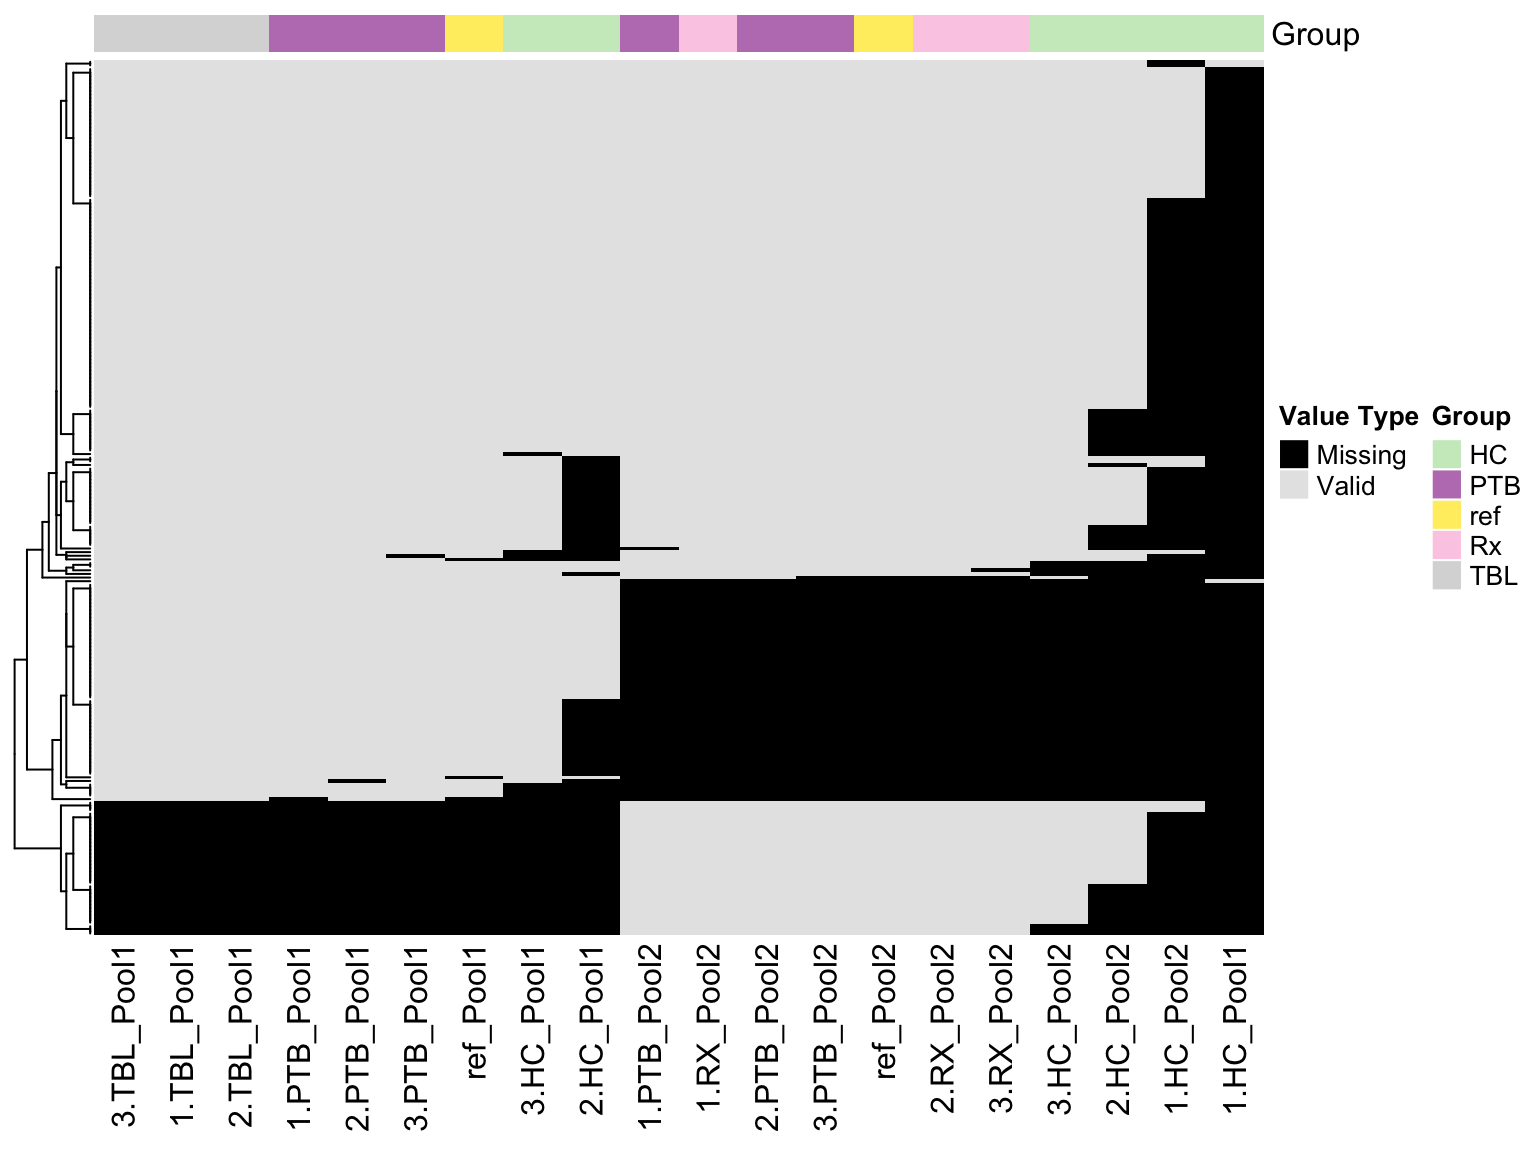 Group
Value Type
Missing
Valid
Group
HC
PTB
ref
Rx
TBL
3.TBL_Pool1
1.TBL_Pool1
2.TBL_Pool1
1.PTB_Pool1
2.PTB_Pool1
3.PTB_Pool1
ref_Pool1
3.HC_Pool1
2.HC_Pool1
1.PTB_Pool2
1.RX_Pool2
2.PTB_Pool2
3.PTB_Pool2
ref_Pool2
2.RX_Pool2
3.RX_Pool2
3.HC_Pool2
2.HC_Pool2
1.HC_Pool2
1.HC_Pool1